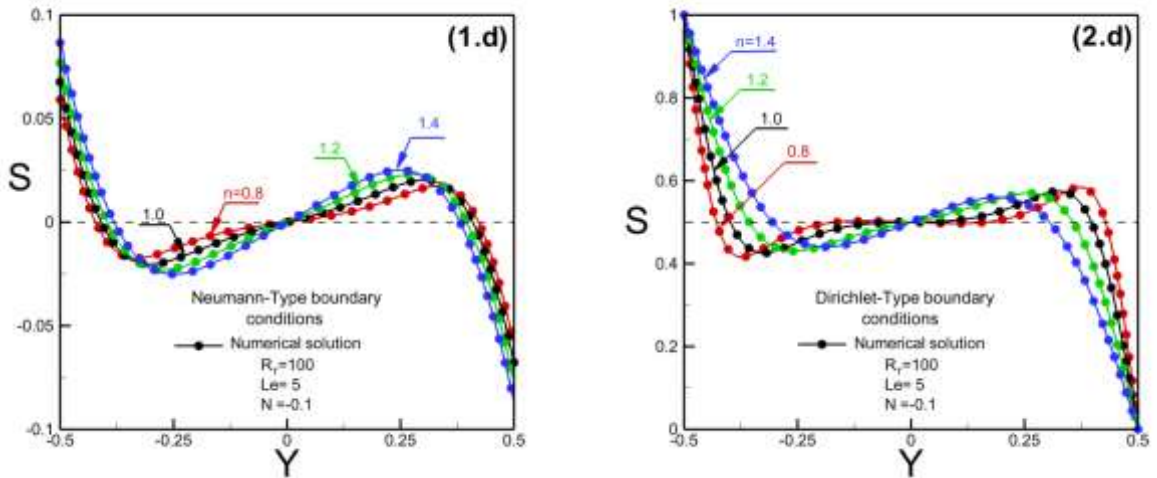 (1.d)
0.1
0.05
0
-0.05
-0.1
S
1.4
1.2
n=0.8
1.0
Neumann-Type boundary
conditions
Numerical solution
R_T=100
Le= 5
N =-0.1
-0.5
-0.25
0
0.25
0.5
Y
(2.d)
1
0.8
0.6
0.4
0.2
0
S
n=1.4
1.2
1.0
0.8
Dirichlet-Type boundary
conditions
Numerical solution
R_T=100
Le= 5
N =-0.1
-0.5
-0.25
0
0.25
0.5
Y